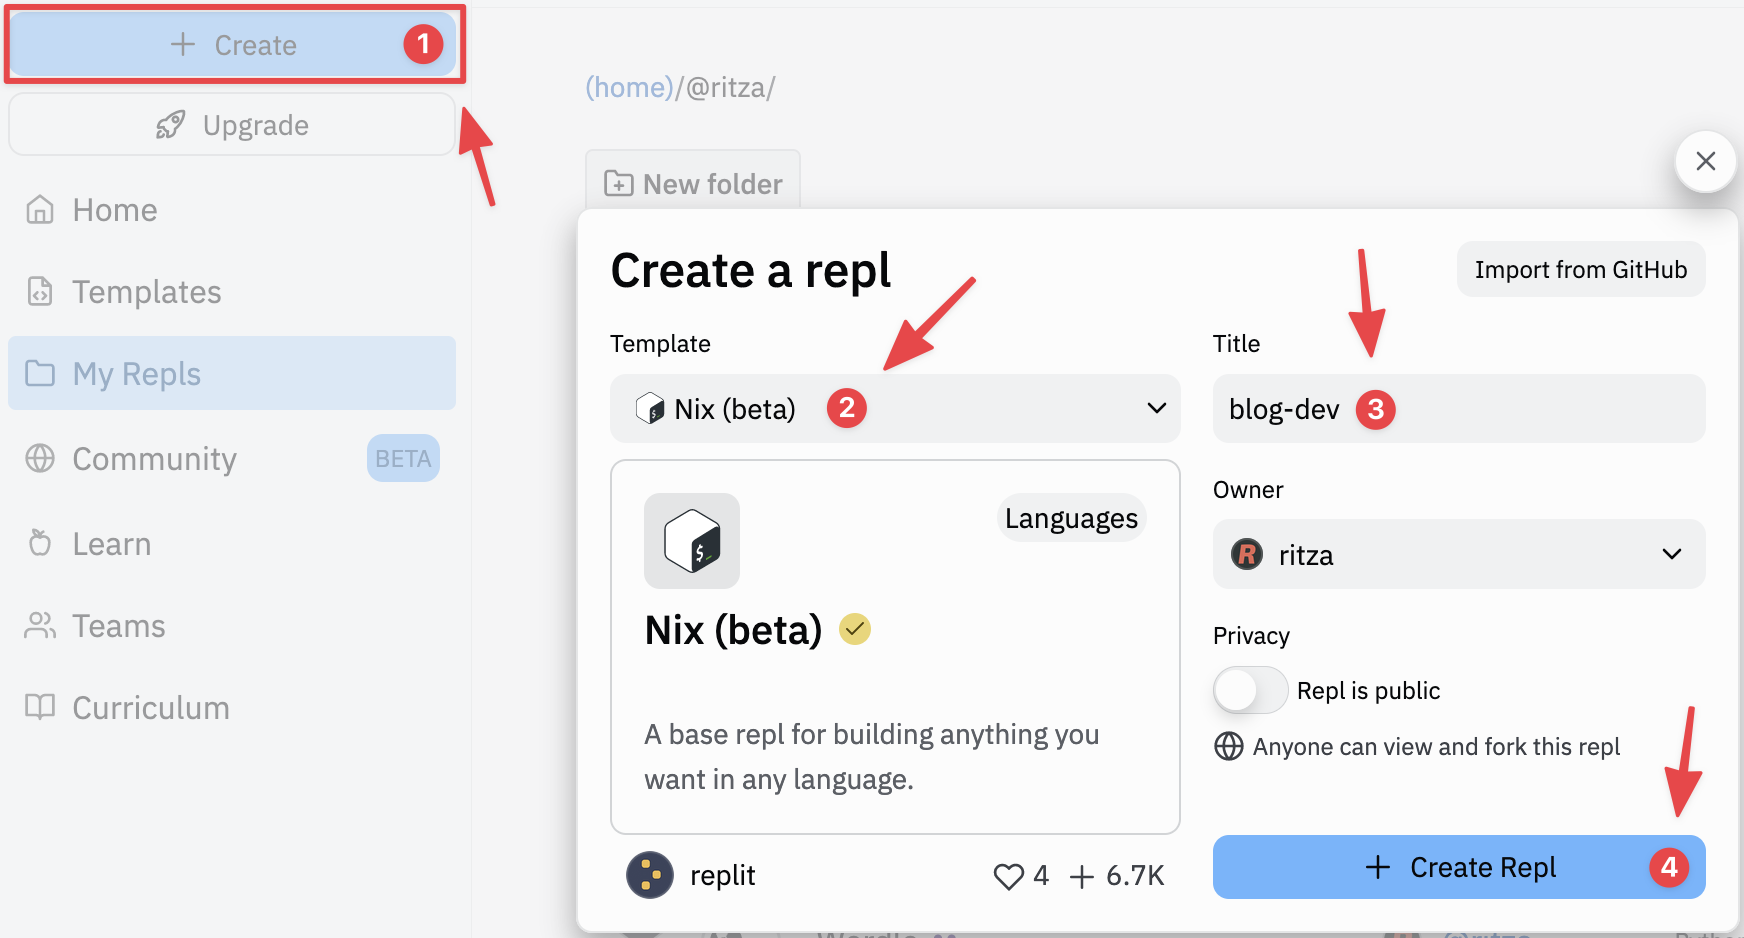 + Create 1
Upgrade
Home
Templates
My Repls
Community BETA
Learn
Teams
Curriculum
(home)/@ritza/
New folder
Create a repl
Import from GitHub
Template
Nix (beta) 2
Languages
Nix (beta)
A base repl for building anything you
want in any language.
replit 4 + 6.7K
Title
blog-dev 3
Owner
R ritza
Privacy
Repl is public
Anyone can view and fork this repl
+ Create Repl 4